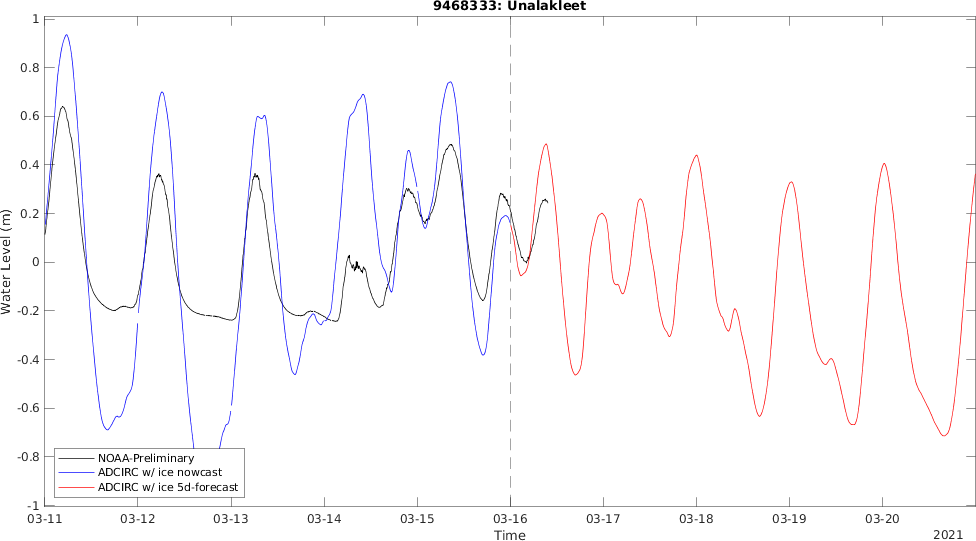 9468333: Unalakleet
1
0.8
0.6
0.4
0.2
0
-0.2
-0.4
-0.6
-0.8
-1
Water Level (m)
NOAA-Preliminary
ADCIRC w/ ice nowcast
ADCIRC w/ ice 5d-forecast
03-11 03-12 03-13 03-14 03-15 03-16 03-17 03-18 03-19 03-20
Time
2021